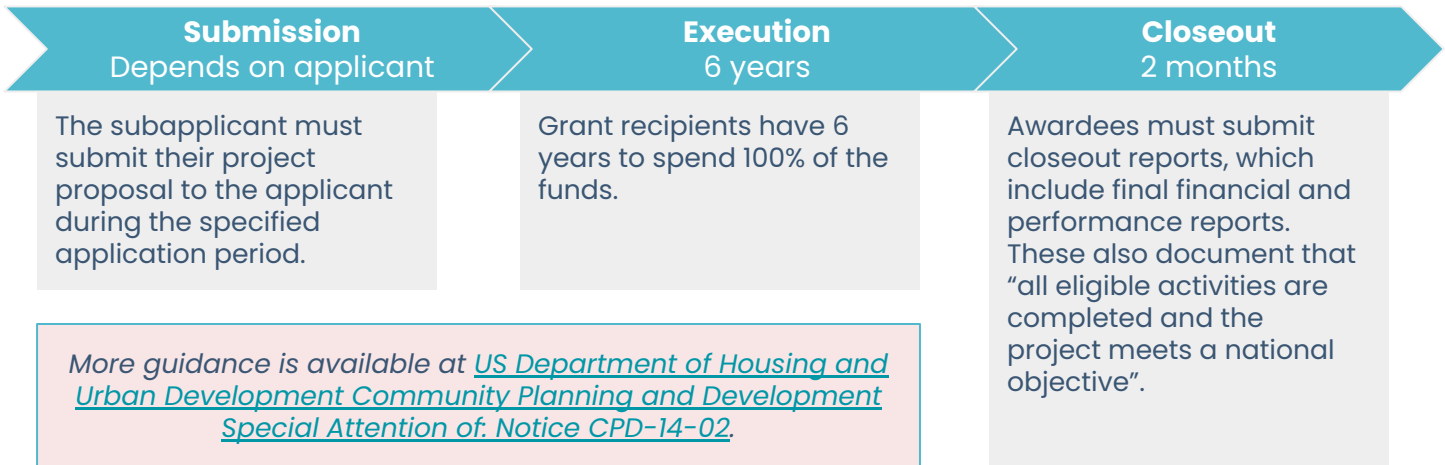 Submission
Depends on applicant
Execution
6 years
Closeout
2 months
The subapplicant must
submit their project
proposal to the applicant
during the specified
application period.
Grant recipients have 6
years to spend 100% of the
funds.
Awardees must submit
closeout reports, which
include final financial and
performance reports.
These also document that
“all eligible activities are
completed and the
project meets a national
objective”.
More guidance is available at US Department of Housing and
Urban Development Community Planning and Development
Special Attention of: Notice CPD-14-02.